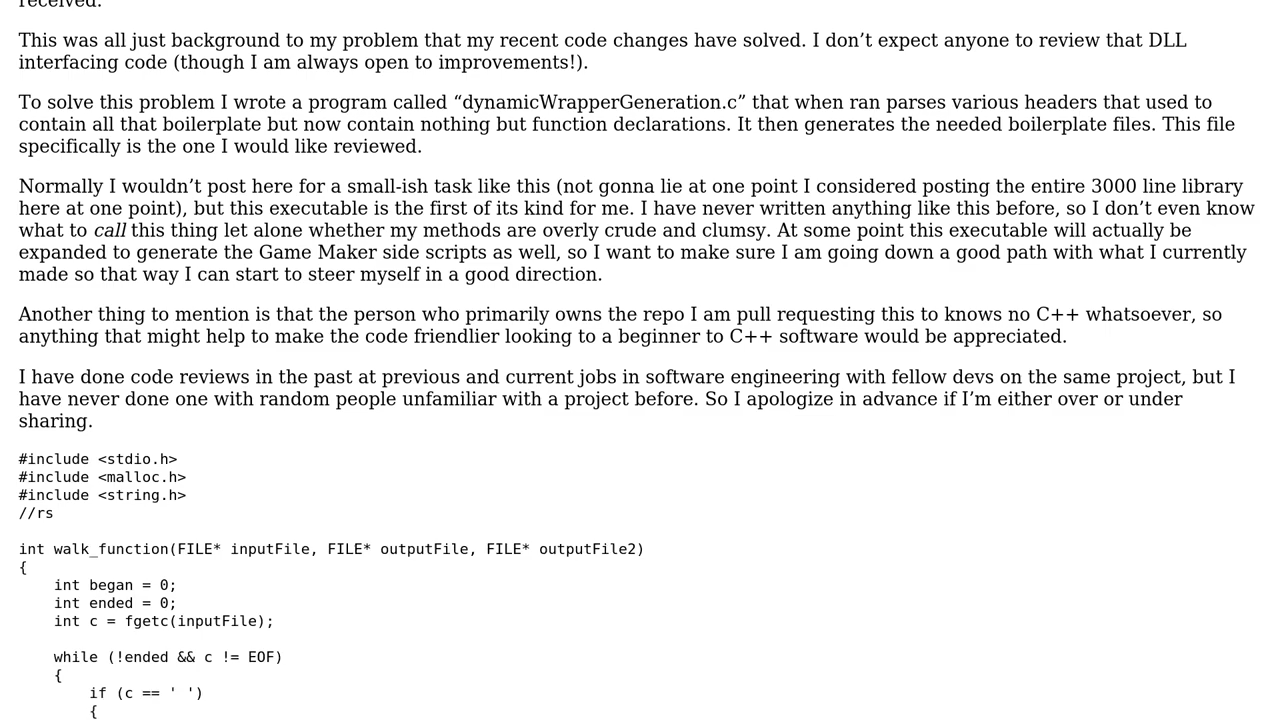 received.
This was all just background to my problem that my recent code changes have solved. I don’t expect anyone to review that DLL
interfacing code (though I am always open to improvements!).
To solve this problem I wrote a program called “dynamicWrapperGeneration.c” that when ran parses various headers that used to
contain all that boilerplate but now contain nothing but function declarations. It then generates the needed boilerplate files. This file
specifically is the one I would like reviewed.
Normally I wouldn’t post here for a small-ish task like this (not gonna lie at one point I considered posting the entire 3000 line library
here at one point), but this executable is the first of its kind for me. I have never written anything like this before, so I don’t even know
what to call this thing let alone whether my methods are overly crude and clumsy. At some point this executable will actually be
expanded to generate the Game Maker side scripts as well, so I want to make sure I am going down a good path with what I currently
made so that way I can start to steer myself in a good direction.
Another thing to mention is that the person who primarily owns the repo I am pull requesting this to knows no C++ whatsoever, so
anything that might help to make the code friendlier looking to a beginner to C++ software would be appreciated.
I have done code reviews in the past at previous and current jobs in software engineering with fellow devs on the same project, but I
have never done one with random people unfamiliar with a project before. So I apologize in advance if I’m either over or under
sharing.
#include <stdio.h>
#include <malloc.h>
#include <string.h>
//rs
int walk_function(FILE* inputFile, FILE* outputFile, FILE* outputFile2)
{
    int began = 0;
    int ended = 0;
    int c = fgetc(inputFile);
    while (!ended && c != EOF)
    {
        if (c == ' ')
        {